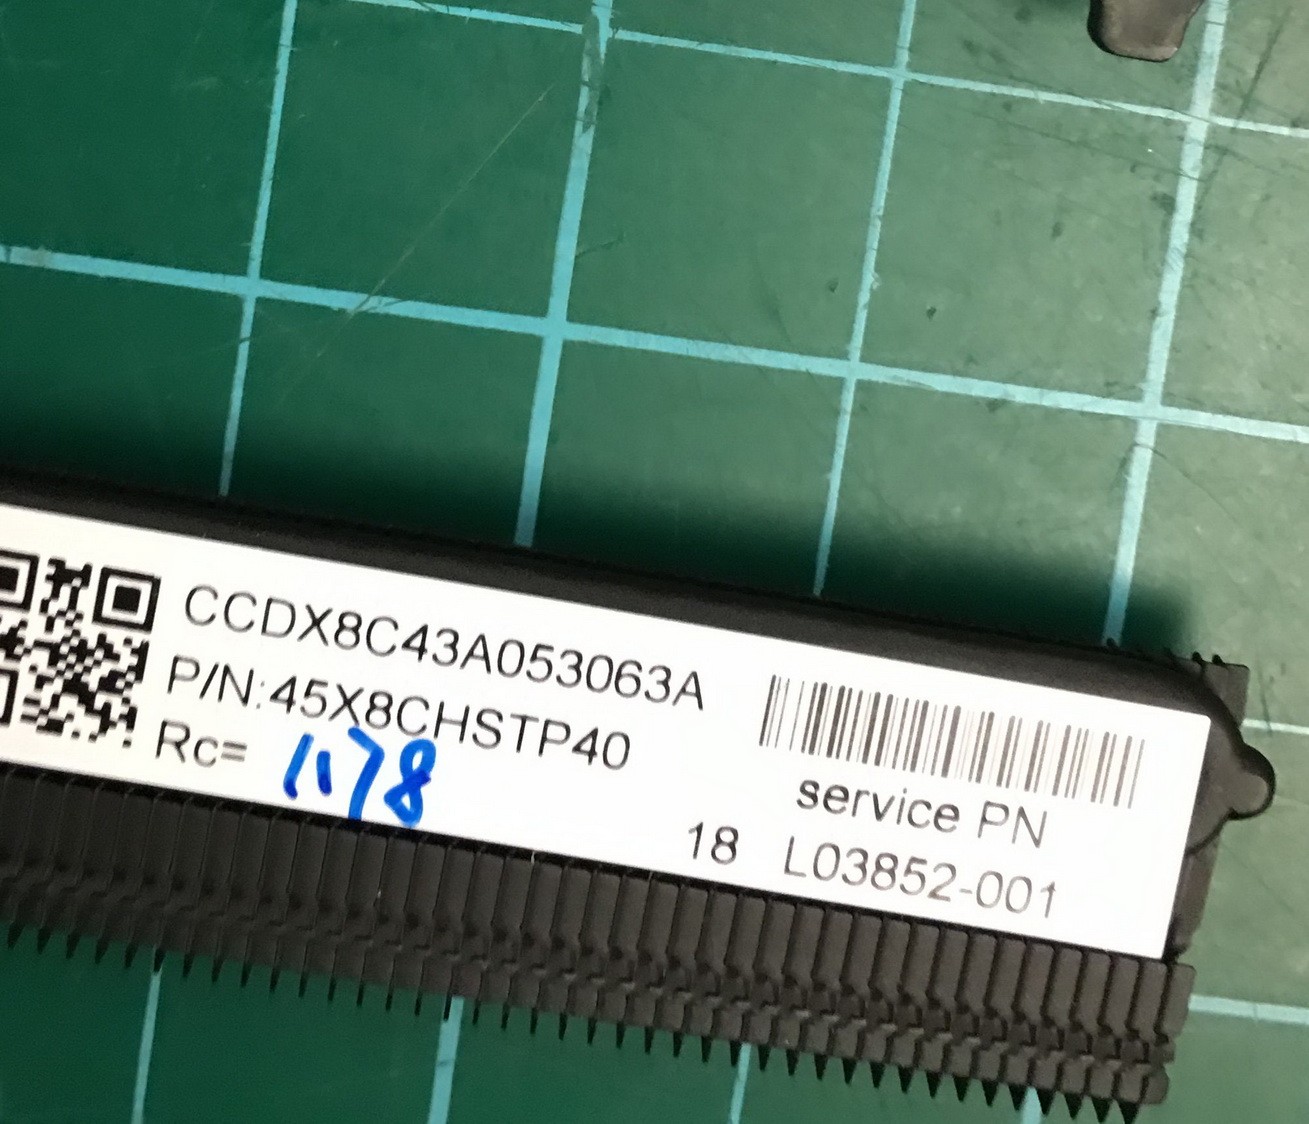 CCDX8C43A053063A
P/N:45X8CHSTP40
Rc= 1178
service PN
18 L03852-001